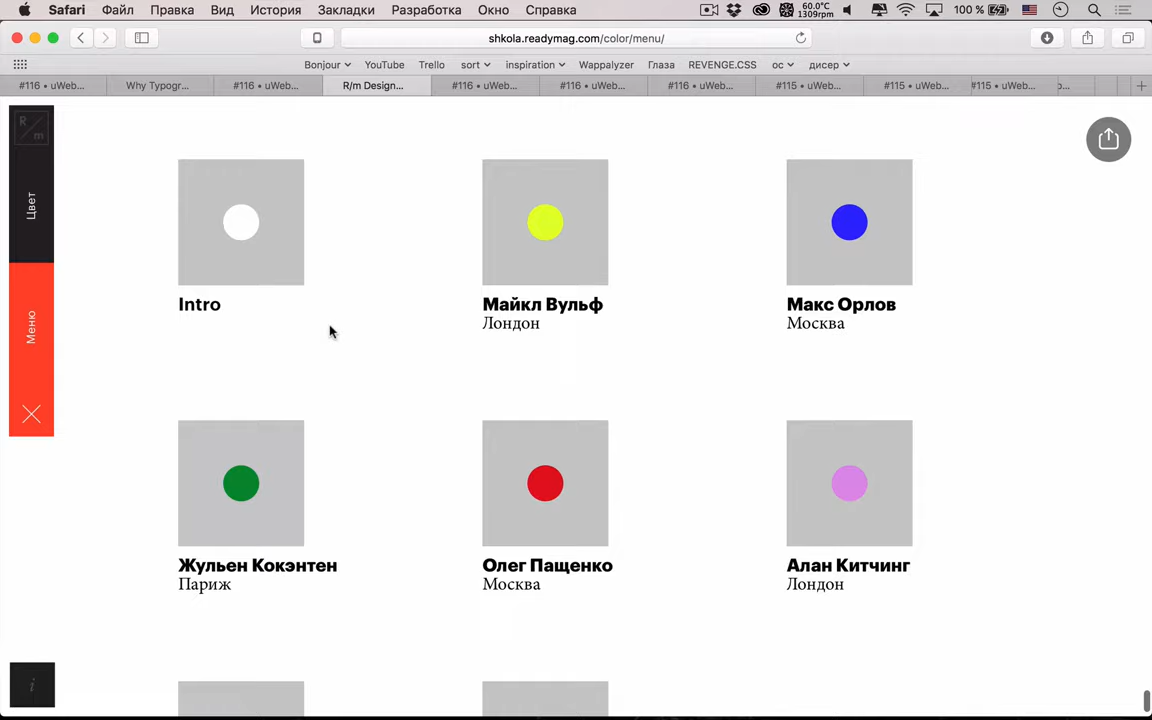 Safari Файл Правка Вид История Закладки Разработка Окно Справка 60.0°C 1309rpm 100 %
shkola.readymag.com/color/menu/
Bonjour YouTube Trello sort inspiration Wappalyzer Глаза REVENGE.CSS ос дисер
#116 • uWeb... Why Typogr... #116 • uWeb... R/m Design... #116 • uWeb... #116 • uWeb... #116 • uWeb... #115 • uWeb... #115 • uWeb... #115 • uWeb...
R/m
Цвет
Меню
Intro
Майкл Вульф
Лондон
Макс Орлов
Москва
Жульен Кокэнтен
Париж
Олег Пащенко
Москва
Алан Китчинг
Лондон
i